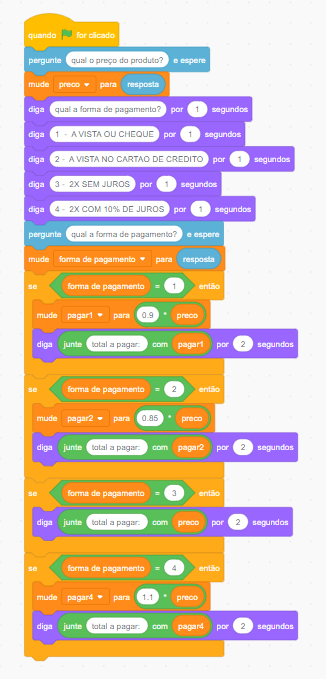 quando for clicado
pergunte qual o preço do produto? e espere
mude preco para resposta
diga qual a forma de pagamento? por 1 segundos
diga 1 - A VISTA OU CHEQUE por 1 segundos
diga 2 - A VISTA NO CARTAO DE CREDITO por 1 segundos
diga 3 - 2X SEM JUROS por 1 segundos
diga 4 - 2X COM 10% DE JUROS por 1 segundos
pergunte qual a forma de pagamento? e espere
mude forma de pagamento para resposta
se forma de pagamento = 1 então
mude pagar1 para 0.9 * preco
diga junte total a pagar: com pagar1 por 2 segundos
se forma de pagamento = 2 então
mude pagar2 para 0.85 * preco
diga junte total a pagar: com pagar2 por 2 segundos
se forma de pagamento = 3 então
diga junte total a pagar: com preco por 2 segundos
se forma de pagamento = 4 então
mude pagar4 para 1.1 * preco
diga junte total a pagar: com pagar4 por 2 segundos